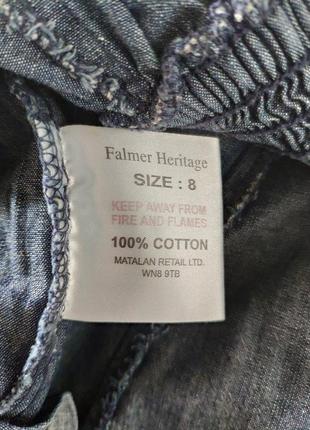 Falmer Heritage
SIZE : 8
KEEP AWAY FROM
FIRE AND FLAMES
100% COTTON
MATALAN RETAIL LTD.
WN8 9TB